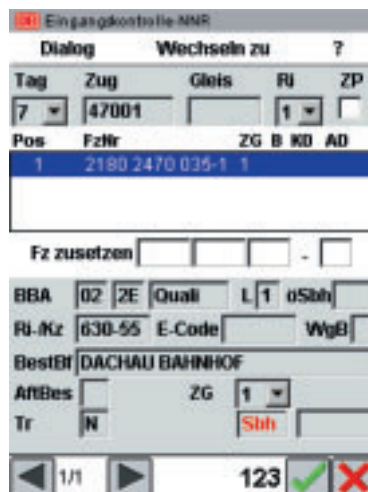 DB Eingangskontrolle-NNR
Dialog Wechseln zu ?
Tag Zug Gleis Ri ZP
7 47001 1
Pos FzNr ZG B KD AD
1 2180 2470 035-1 1
Fz zusetzen -
BBA 02 2E Quali L 1 öSbh
Ri-/Kz 630-55 E-Code WgB
BestBf DACHAU BAHNHOF
AftBes ZG 1
Tr N Sbh
1/1 123